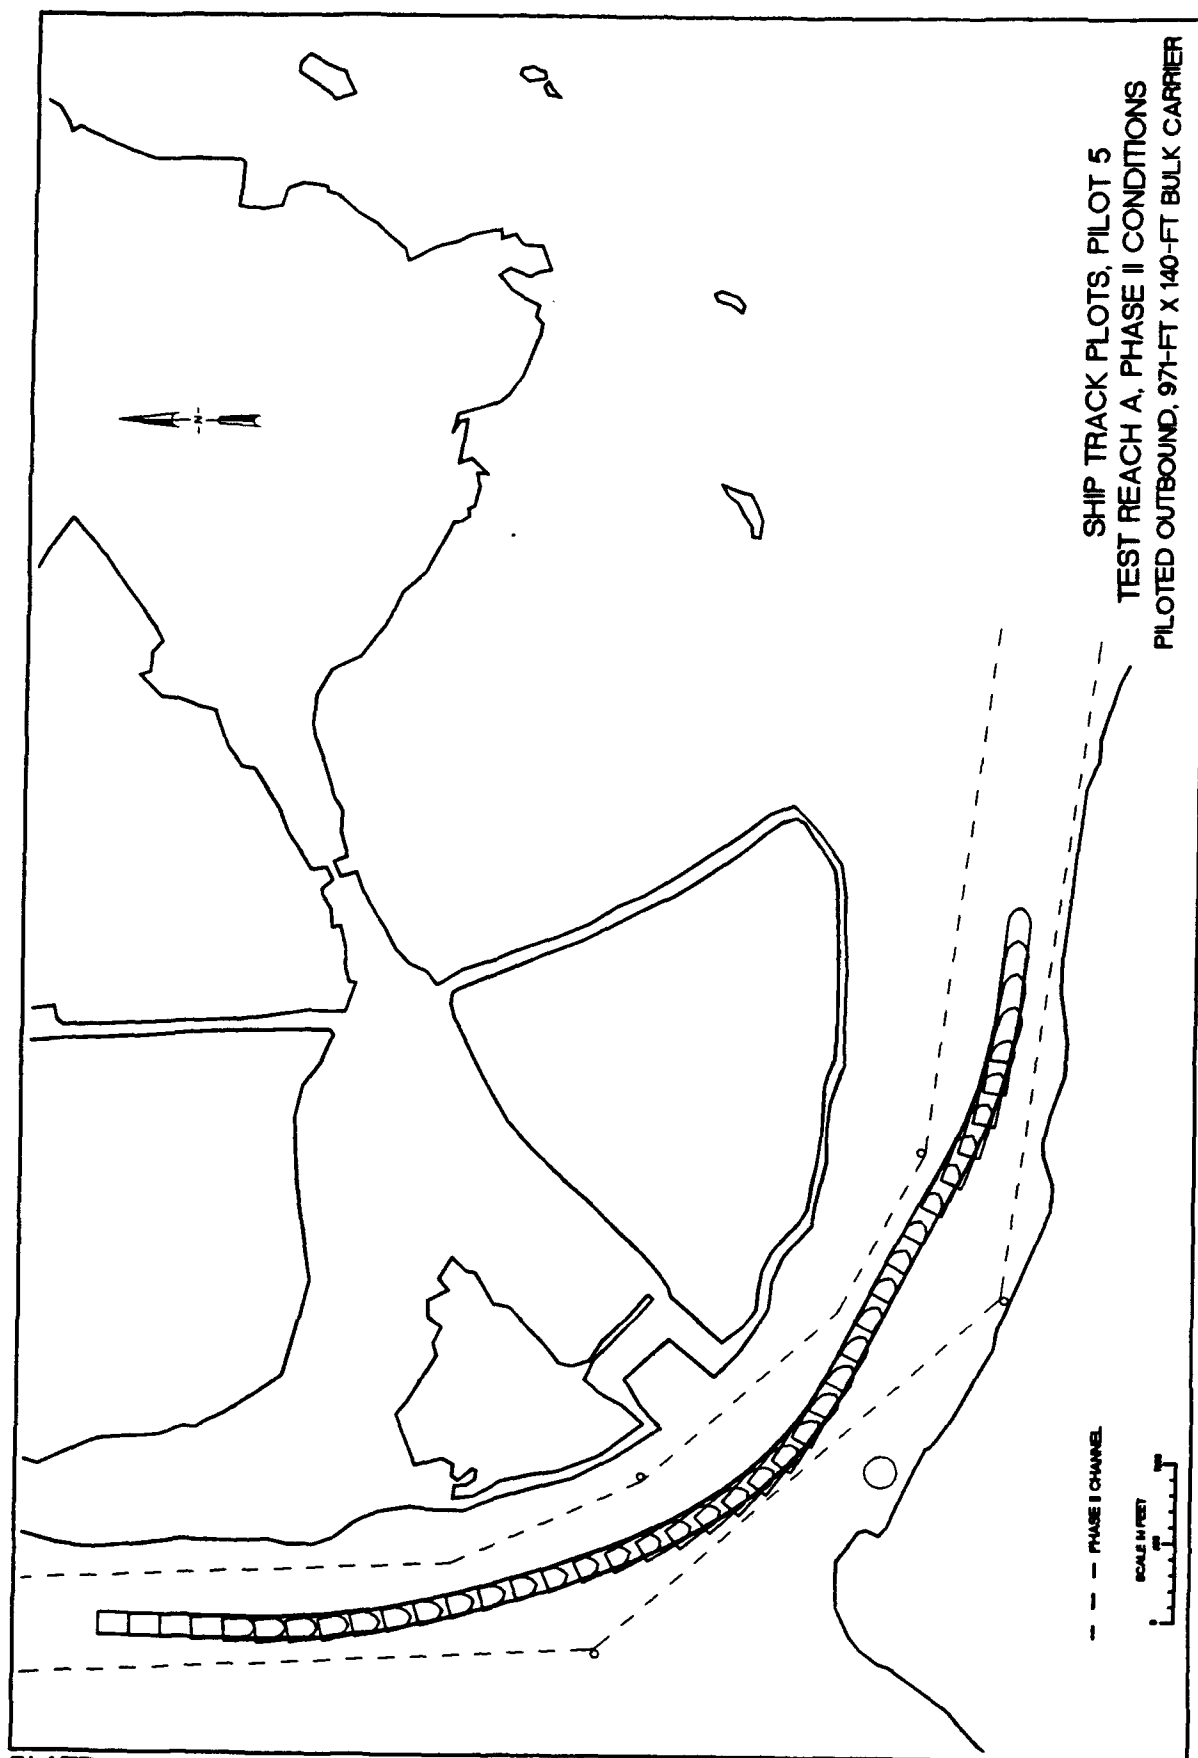 SHIP TRACK PLOTS, PILOT 5
TEST REACH A, PHASE II CONDITIONS
PILOTED OUTBOUND, 971-FT X 140-FT BULK CARRIER
N
PHASE II CHANNEL
SCALE IN FEET
0